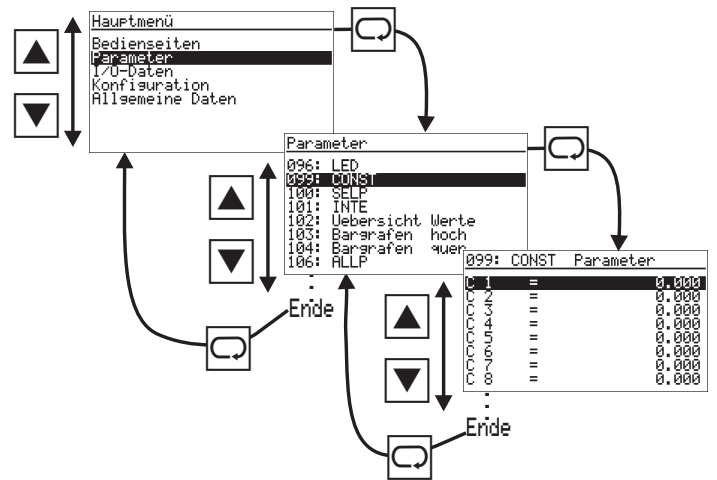 Hauptmenü
Bedienseiten
Parameter
I/O-Daten
Konfiguration
Allgemeine Daten
Parameter
096: LED
099: CONST
100: SELP
101: INTE
102: Uebersicht Werte
103: Bargrafen hoch
104: Bargrafen quer
106: ALLP
Ende
099: CONST Parameter
C 1 = 0.000
C 2 = 0.000
C 3 = 0.000
C 4 = 0.000
C 5 = 0.000
C 6 = 0.000
C 7 = 0.000
C 8 = 0.000
Ende